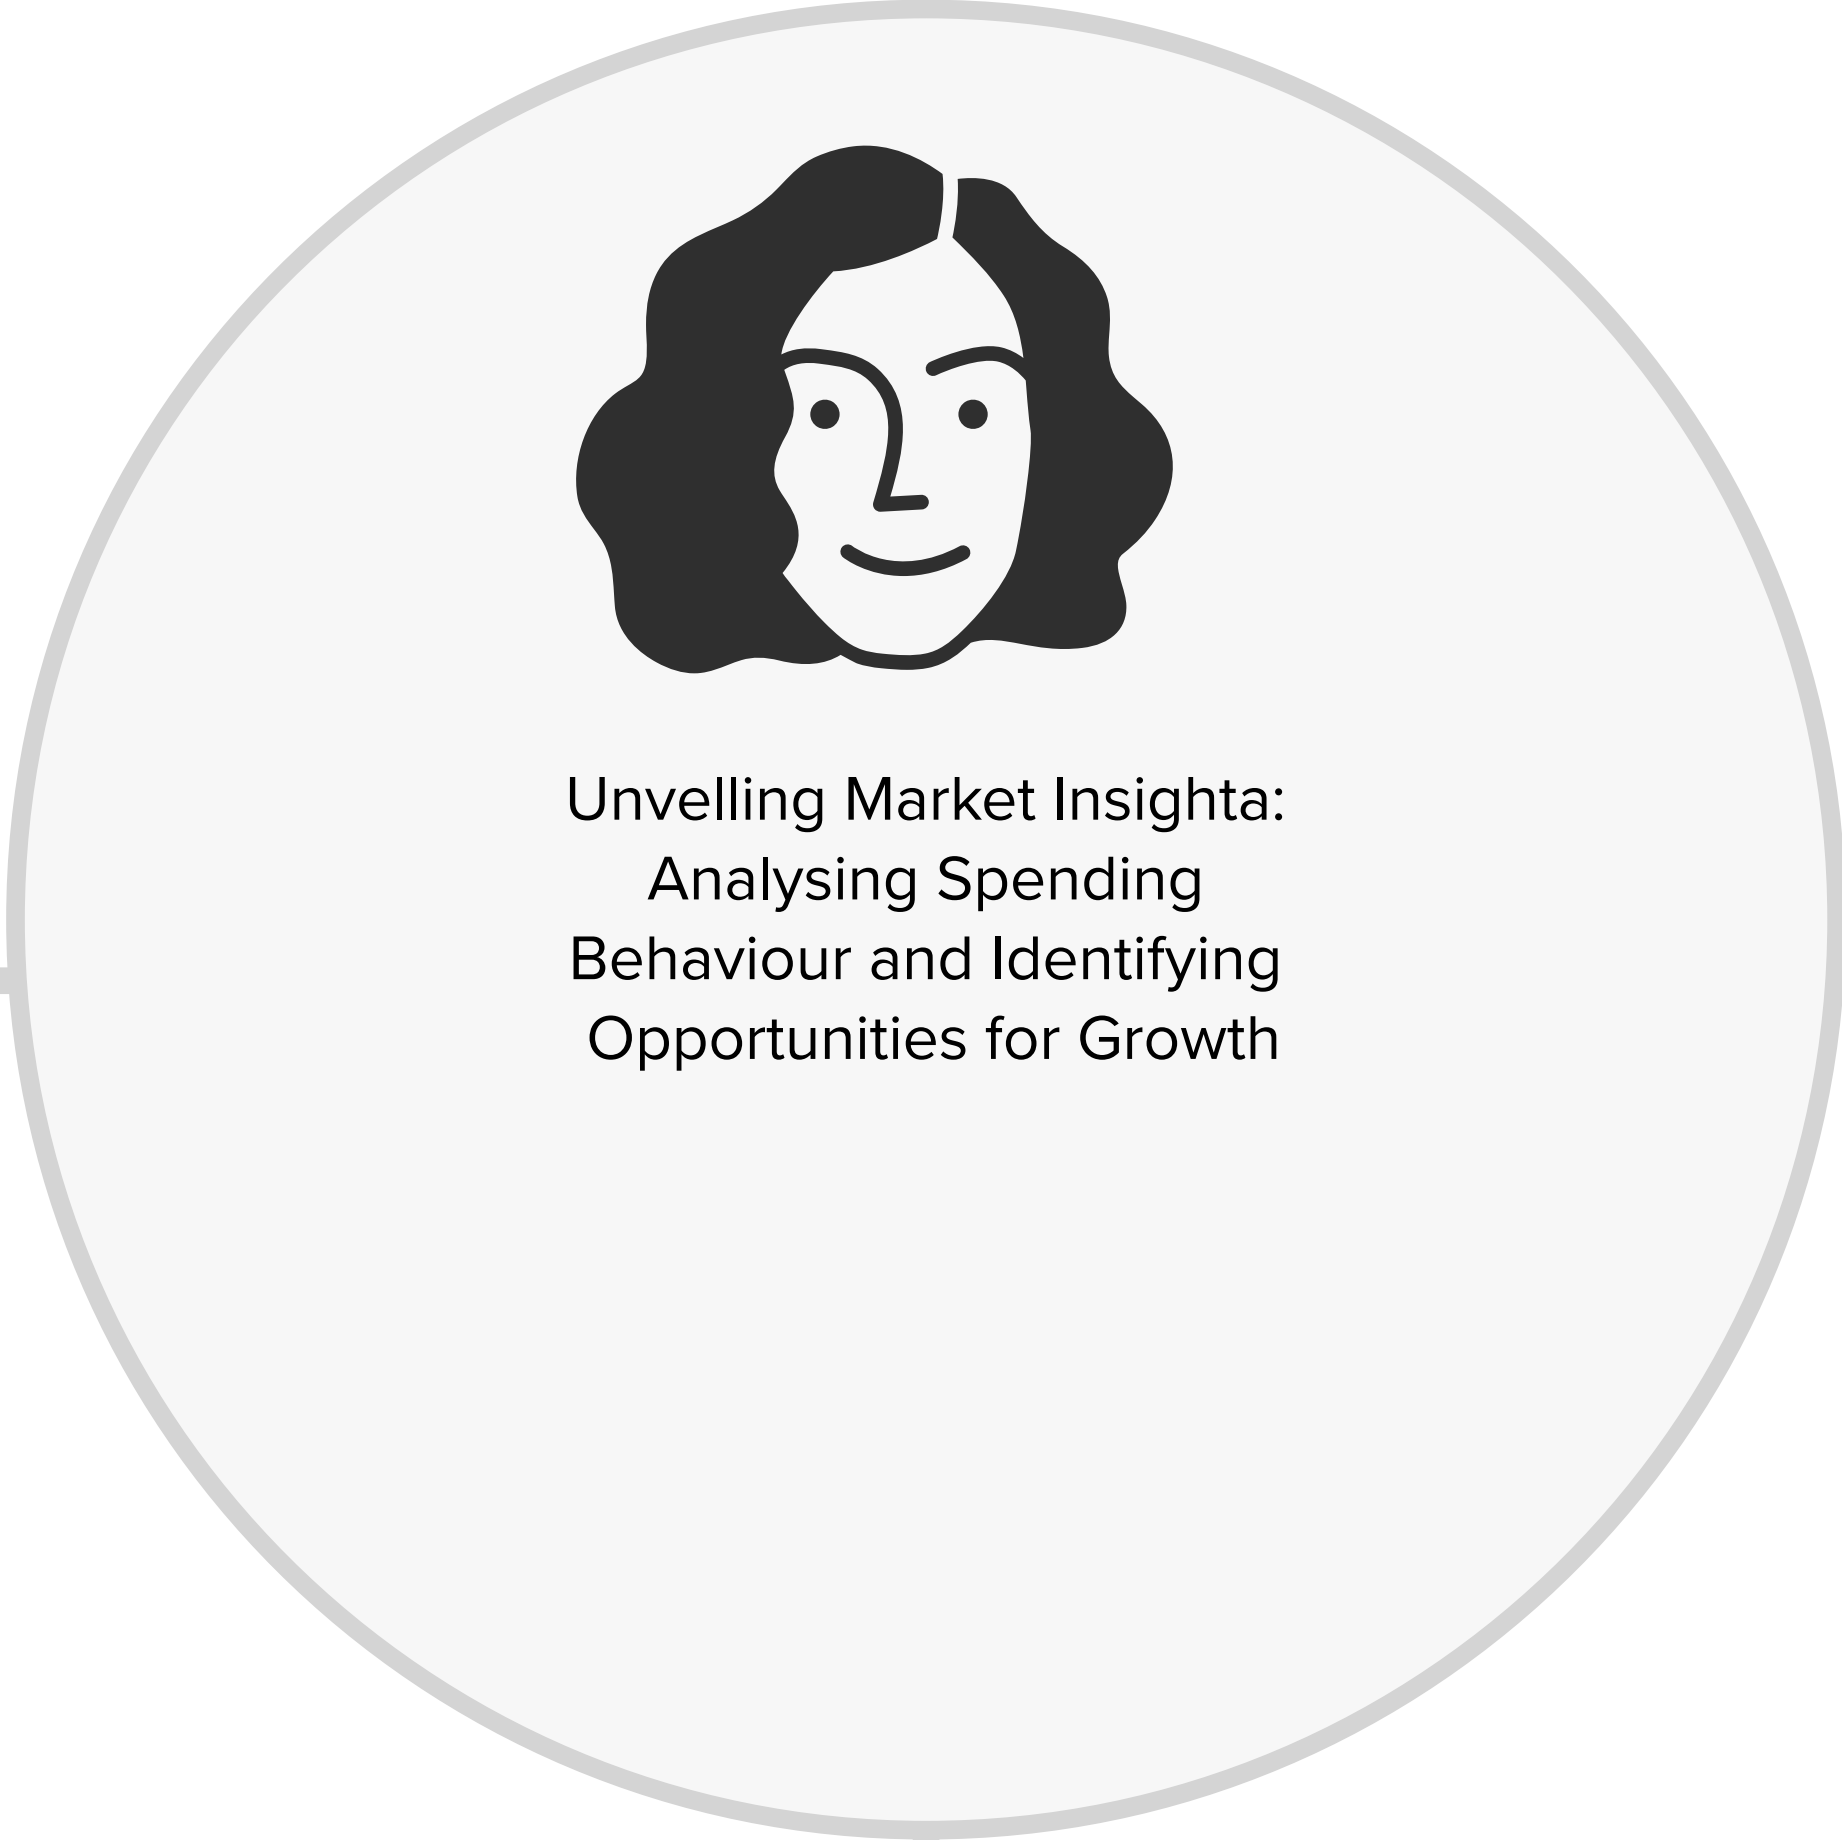 Unvelling Market Insighta:
Analysing Spending
Behaviour and Identifying
Opportunities for Growth